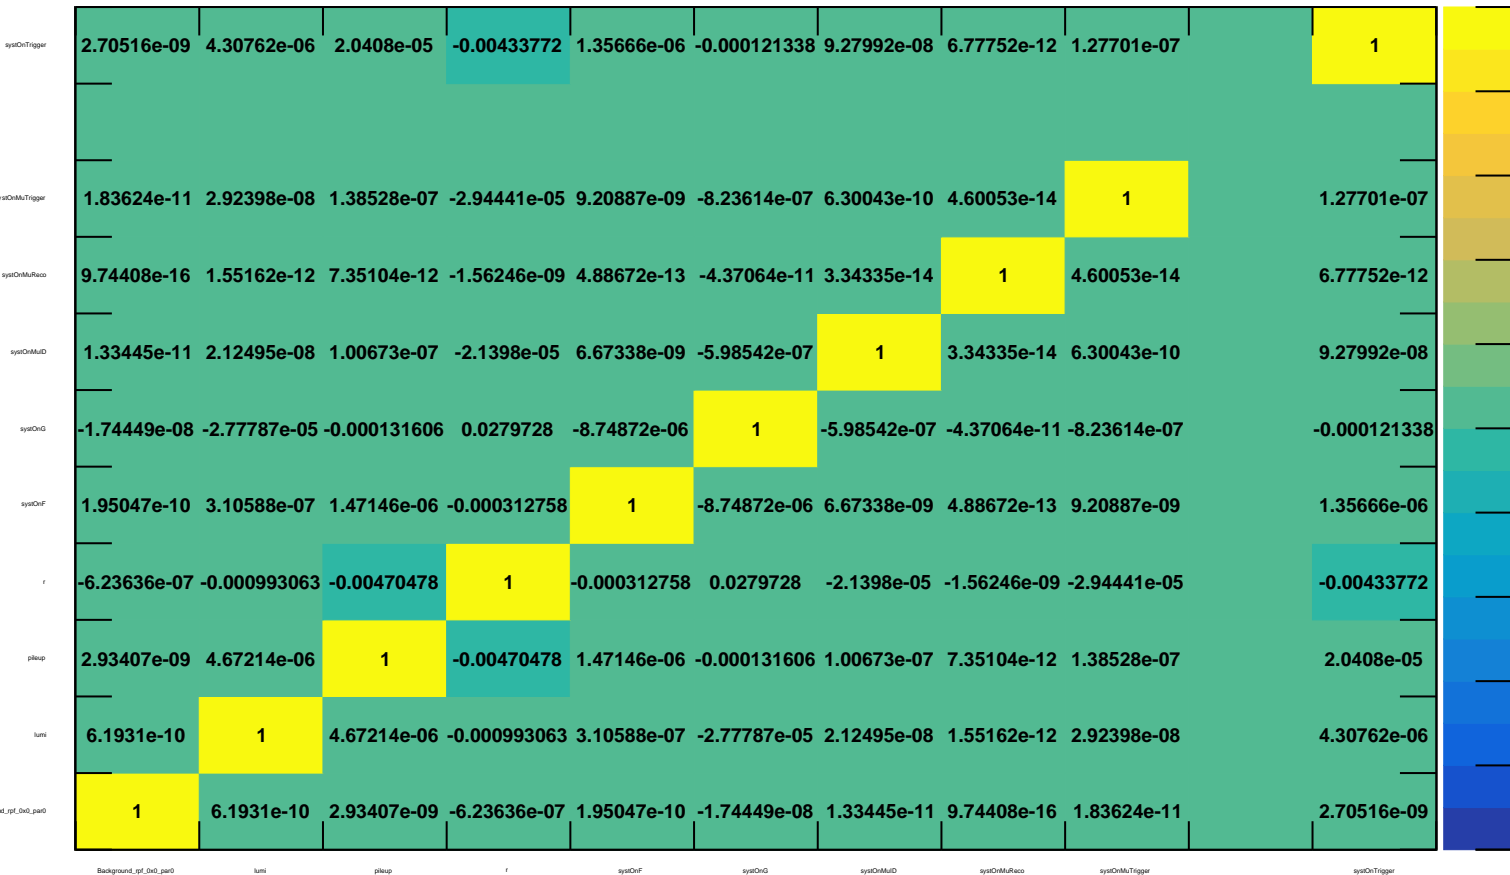 systOnTrigger 2.70516e-09 4.30762e-06 2.0408e-05 -0.00433772 1.35666e-06 -0.000121338 9.27992e-08 6.77752e-12 1.27701e-07 1
stOnMuTrigger 1.83624e-11 2.92398e-08 1.38528e-07 -2.94441e-05 9.20887e-09 -8.23614e-07 6.30043e-10 4.60053e-14 1 1.27701e-07
systOnMuReco 9.74408e-16 1.55162e-12 7.35104e-12 -1.56246e-09 4.88672e-13 -4.37064e-11 3.34335e-14 1 4.60053e-14 6.77752e-12
systOnMuID 1.33445e-11 2.12495e-08 1.00673e-07 -2.1398e-05 6.67338e-09 -5.98542e-07 1 3.34335e-14 6.30043e-10 9.27992e-08
systOnG -1.74449e-08 -2.77787e-05 -0.000131606 0.0279728 -8.74872e-06 1 -5.98542e-07 -4.37064e-11 -8.23614e-07 -0.000121338
systOnF 1.95047e-10 3.10588e-07 1.47146e-06 -0.000312758 1 -8.74872e-06 6.67338e-09 4.88672e-13 9.20887e-09 1.35666e-06
r -6.23636e-07 -0.000993063 -0.00470478 1 -0.000312758 0.0279728 -2.1398e-05 -1.56246e-09 -2.94441e-05 -0.00433772
pileup 2.93407e-09 4.67214e-06 1 -0.00470478 1.47146e-06 -0.000131606 1.00673e-07 7.35104e-12 1.38528e-07 2.0408e-05
lumi 6.1931e-10 1 4.67214e-06 -0.000993063 3.10588e-07 -2.77787e-05 2.12495e-08 1.55162e-12 2.92398e-08 4.30762e-06
d_rpf_0x0_par0 1 6.1931e-10 2.93407e-09 -6.23636e-07 1.95047e-10 -1.74449e-08 1.33445e-11 9.74408e-16 1.83624e-11 2.70516e-09
Background_rpf_0x0_par0 lumi pileup r systOnF systOnG systOnMuID systOnMuReco systOnMuTrigger systOnTrigger